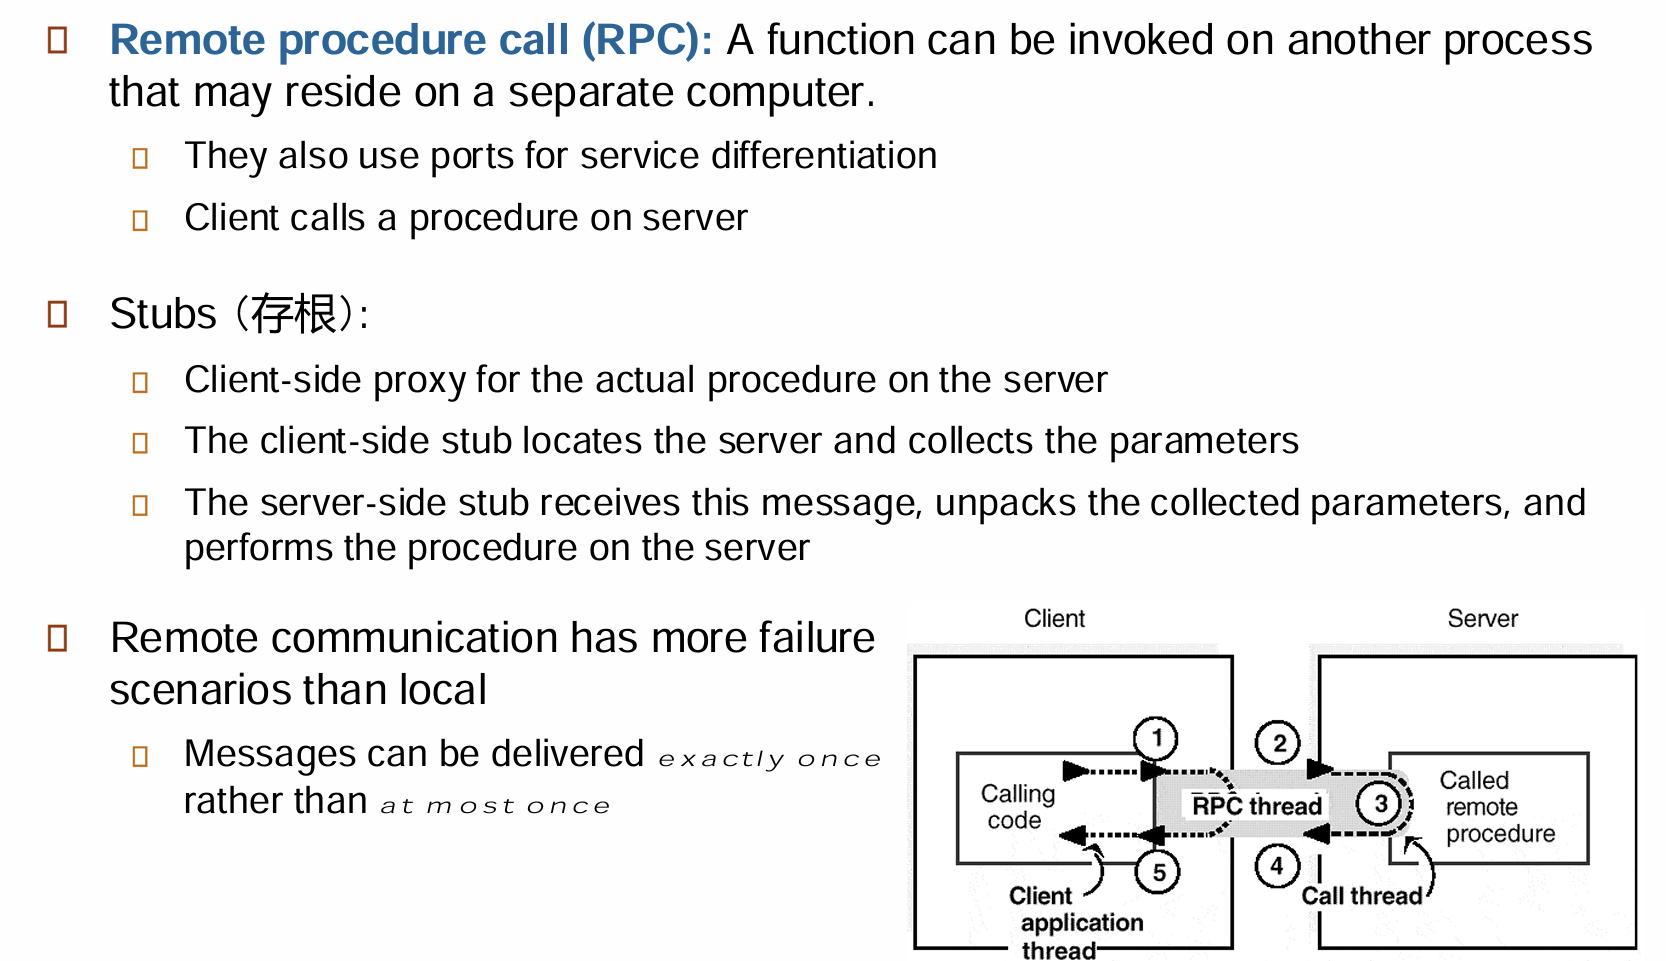 Remote procedure call (RPC): A function can be invoked on another process
that may reside on a separate computer.
They also use ports for service differentiation
Client calls a procedure on server
Stubs (存根):
Client-side proxy for the actual procedure on the server
The client-side stub locates the server and collects the parameters
The server-side stub receives this message, unpacks the collected parameters, and
performs the procedure on the server
Remote communication has more failure
scenarios than local
Messages can be delivered exactly once
rather than at most once
Client
Server
1
2
Calling
code
RPC thread
3
Called
remote
procedure
5
4
Client
application
thread
Call thread